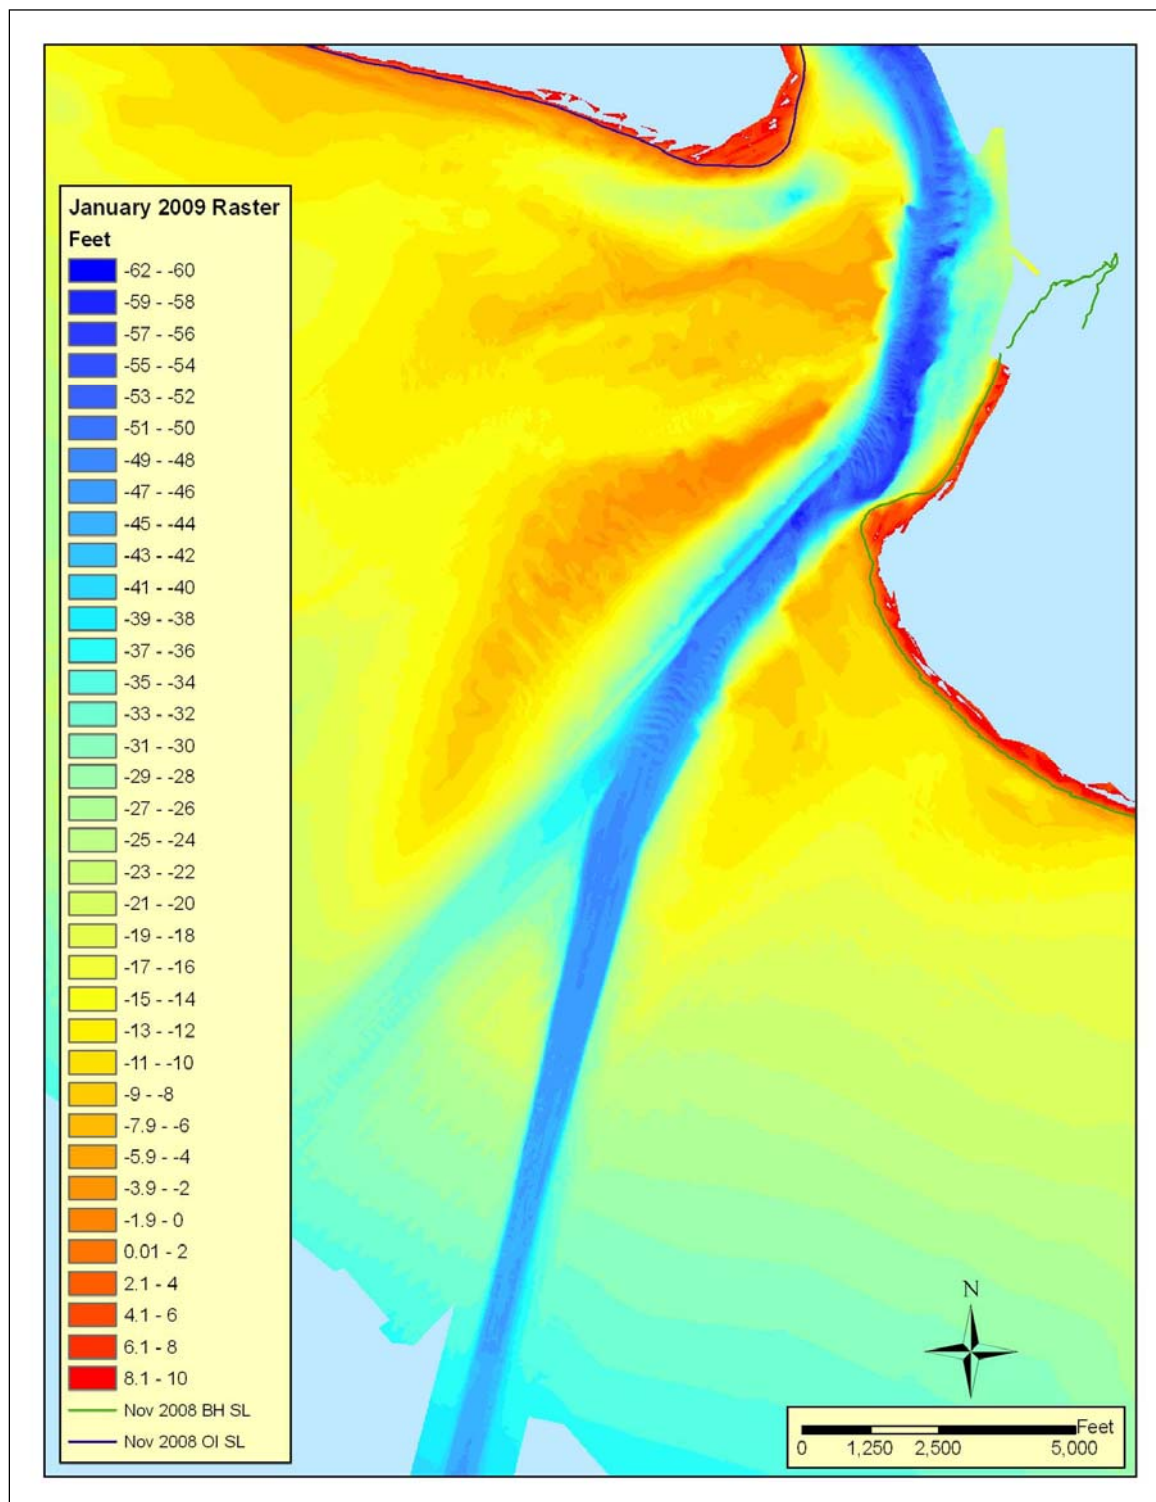 January 2009 Raster
Feet
-62 - -60
-59 - -58
-57 - -56
-55 - -54
-53 - -52
-51 - -50
-49 - -48
-47 - -46
-45 - -44
-43 - -42
-41 - -40
-39 - -38
-37 - -36
-35 - -34
-33 - -32
-31 - -30
-29 - -28
-27 - -26
-25 - -24
-23 - -22
-21 - -20
-19 - -18
-17 - -16
-15 - -14
-13 - -12
-11 - -10
-9 - -8
-7.9 - -6
-5.9 - -4
-3.9 - -2
-1.9 - 0
0.01 - 2
2.1 - 4
4.1 - 6
6.1 - 8
8.1 - 10
Nov 2008 BH SL
Nov 2008 OI SL
N
Feet
0 1,250 2,500 5,000